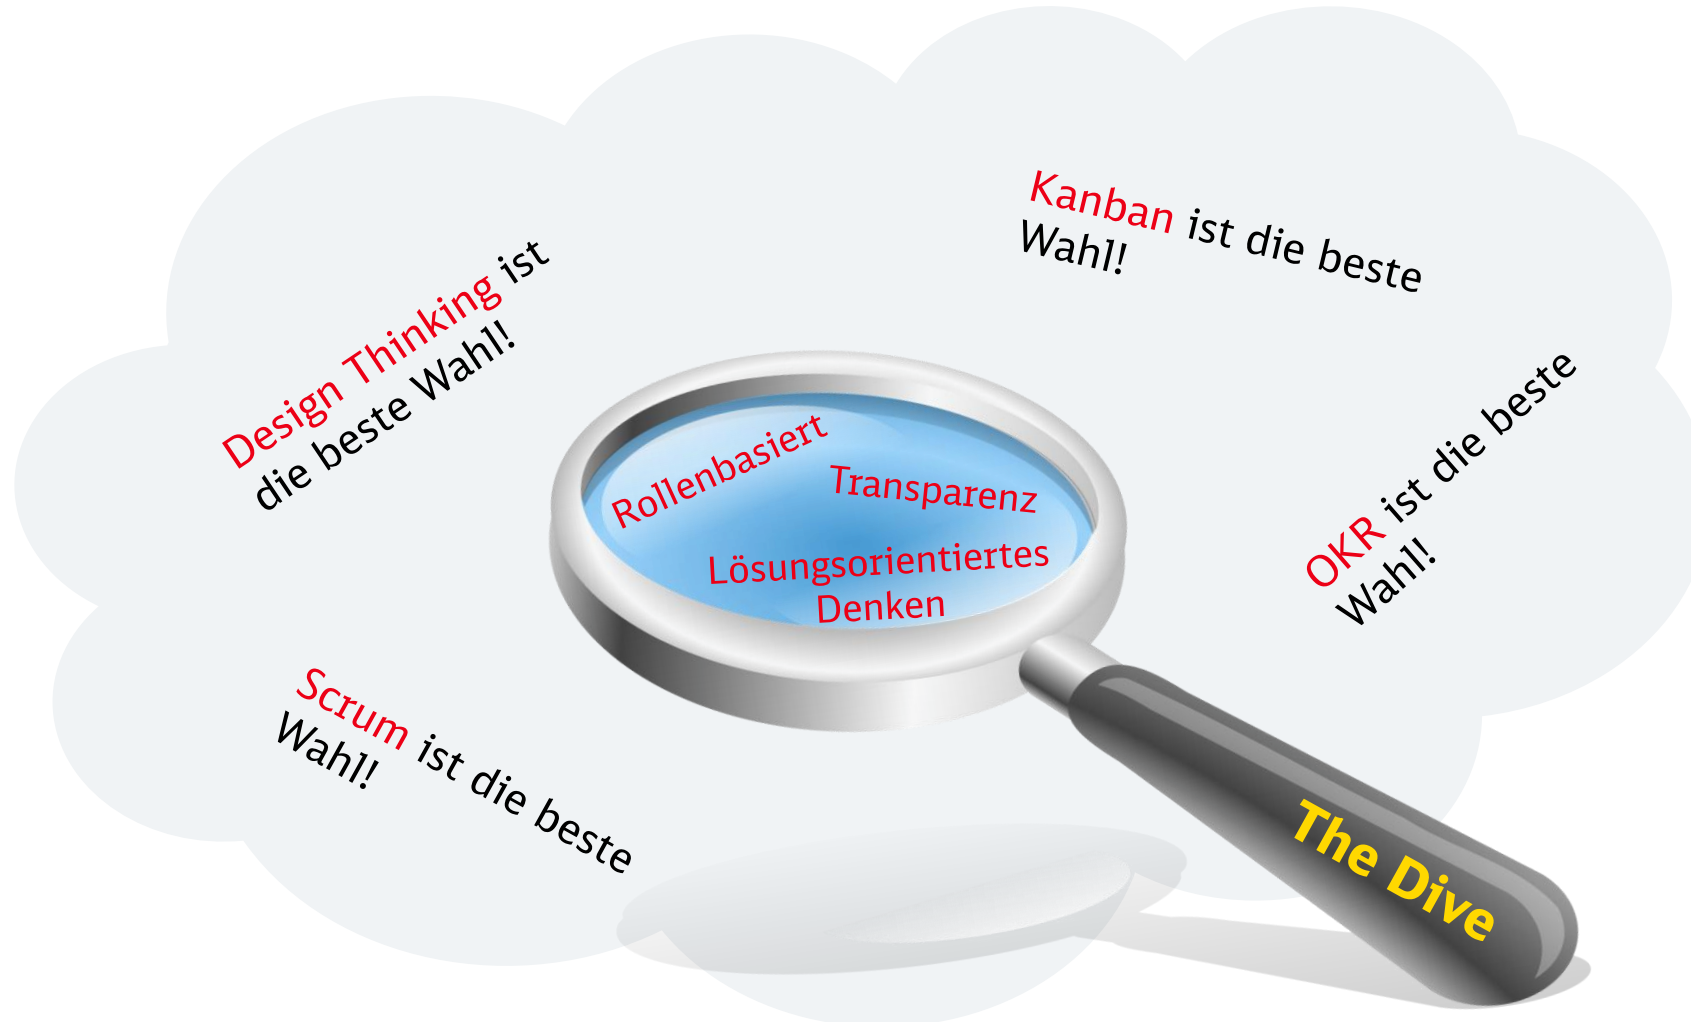 Kanban ist die beste
Wahl!
Design Thinking ist
die beste Wahl!
OKR ist die beste
Wahl!
Rollenbasiert
Transparenz
Lösungsorientiertes
Denken
Scrum ist die beste
Wahl!
The Dive